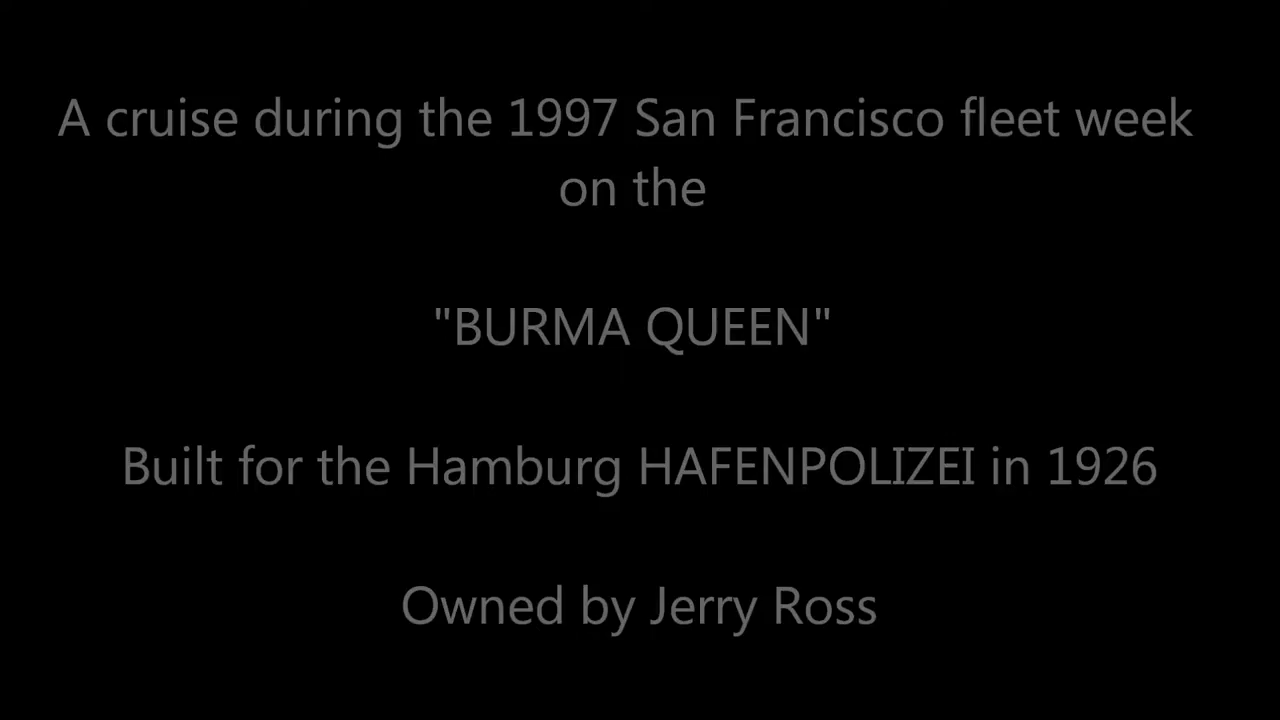 A cruise during the 1997 San Francisco fleet week
on the
"BURMA QUEEN"
Built for the Hamburg HAFENPOLIZEI in 1926
Owned by Jerry Ross